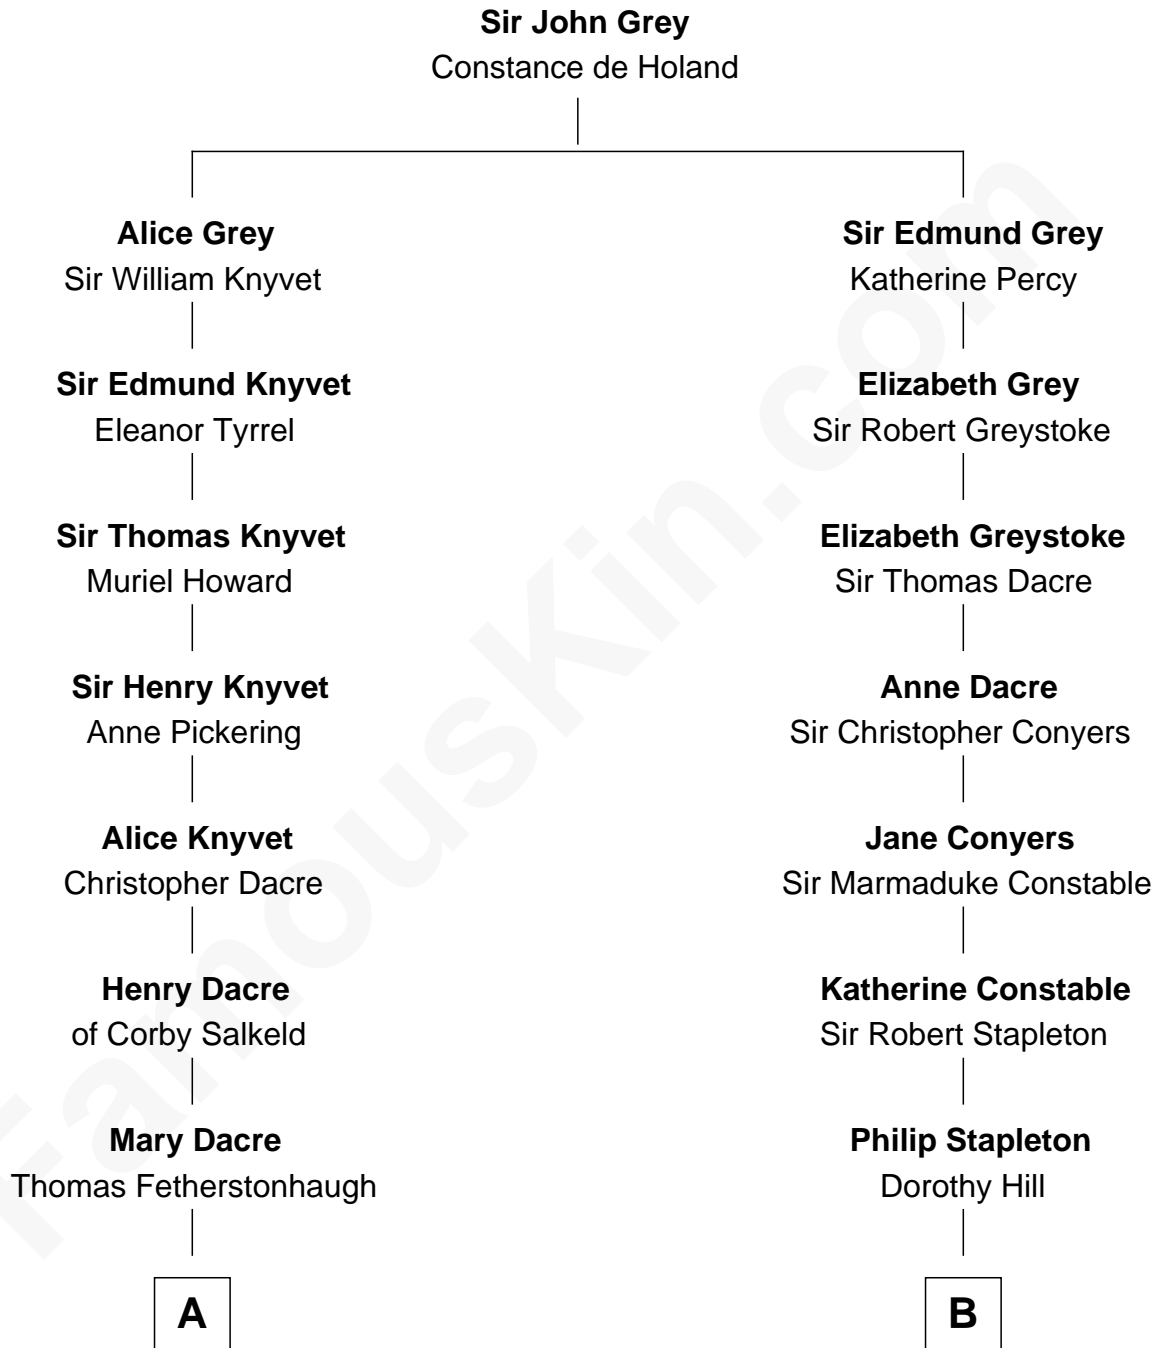 Sir John Grey
Constance de Holand
Alice Grey
Sir William Knyvet
Sir Edmund Knyvet
Eleanor Tyrrel
Sir Thomas Knyvet
Muriel Howard
Sir Henry Knyvet
Anne Pickering
Alice Knyvet
Christopher Dacre
Henry Dacre
of Corby Salkeld
Mary Dacre
Thomas Fetherstonhaugh
A
Sir Edmund Grey
Katherine Percy
Elizabeth Grey
Sir Robert Greystoke
Elizabeth Greystoke
Sir Thomas Dacre
Anne Dacre
Sir Christopher Conyers
Jane Conyers
Sir Marmaduke Constable
Katherine Constable
Sir Robert Stapleton
Philip Stapleton
Dorothy Hill
B
FamousKin.com